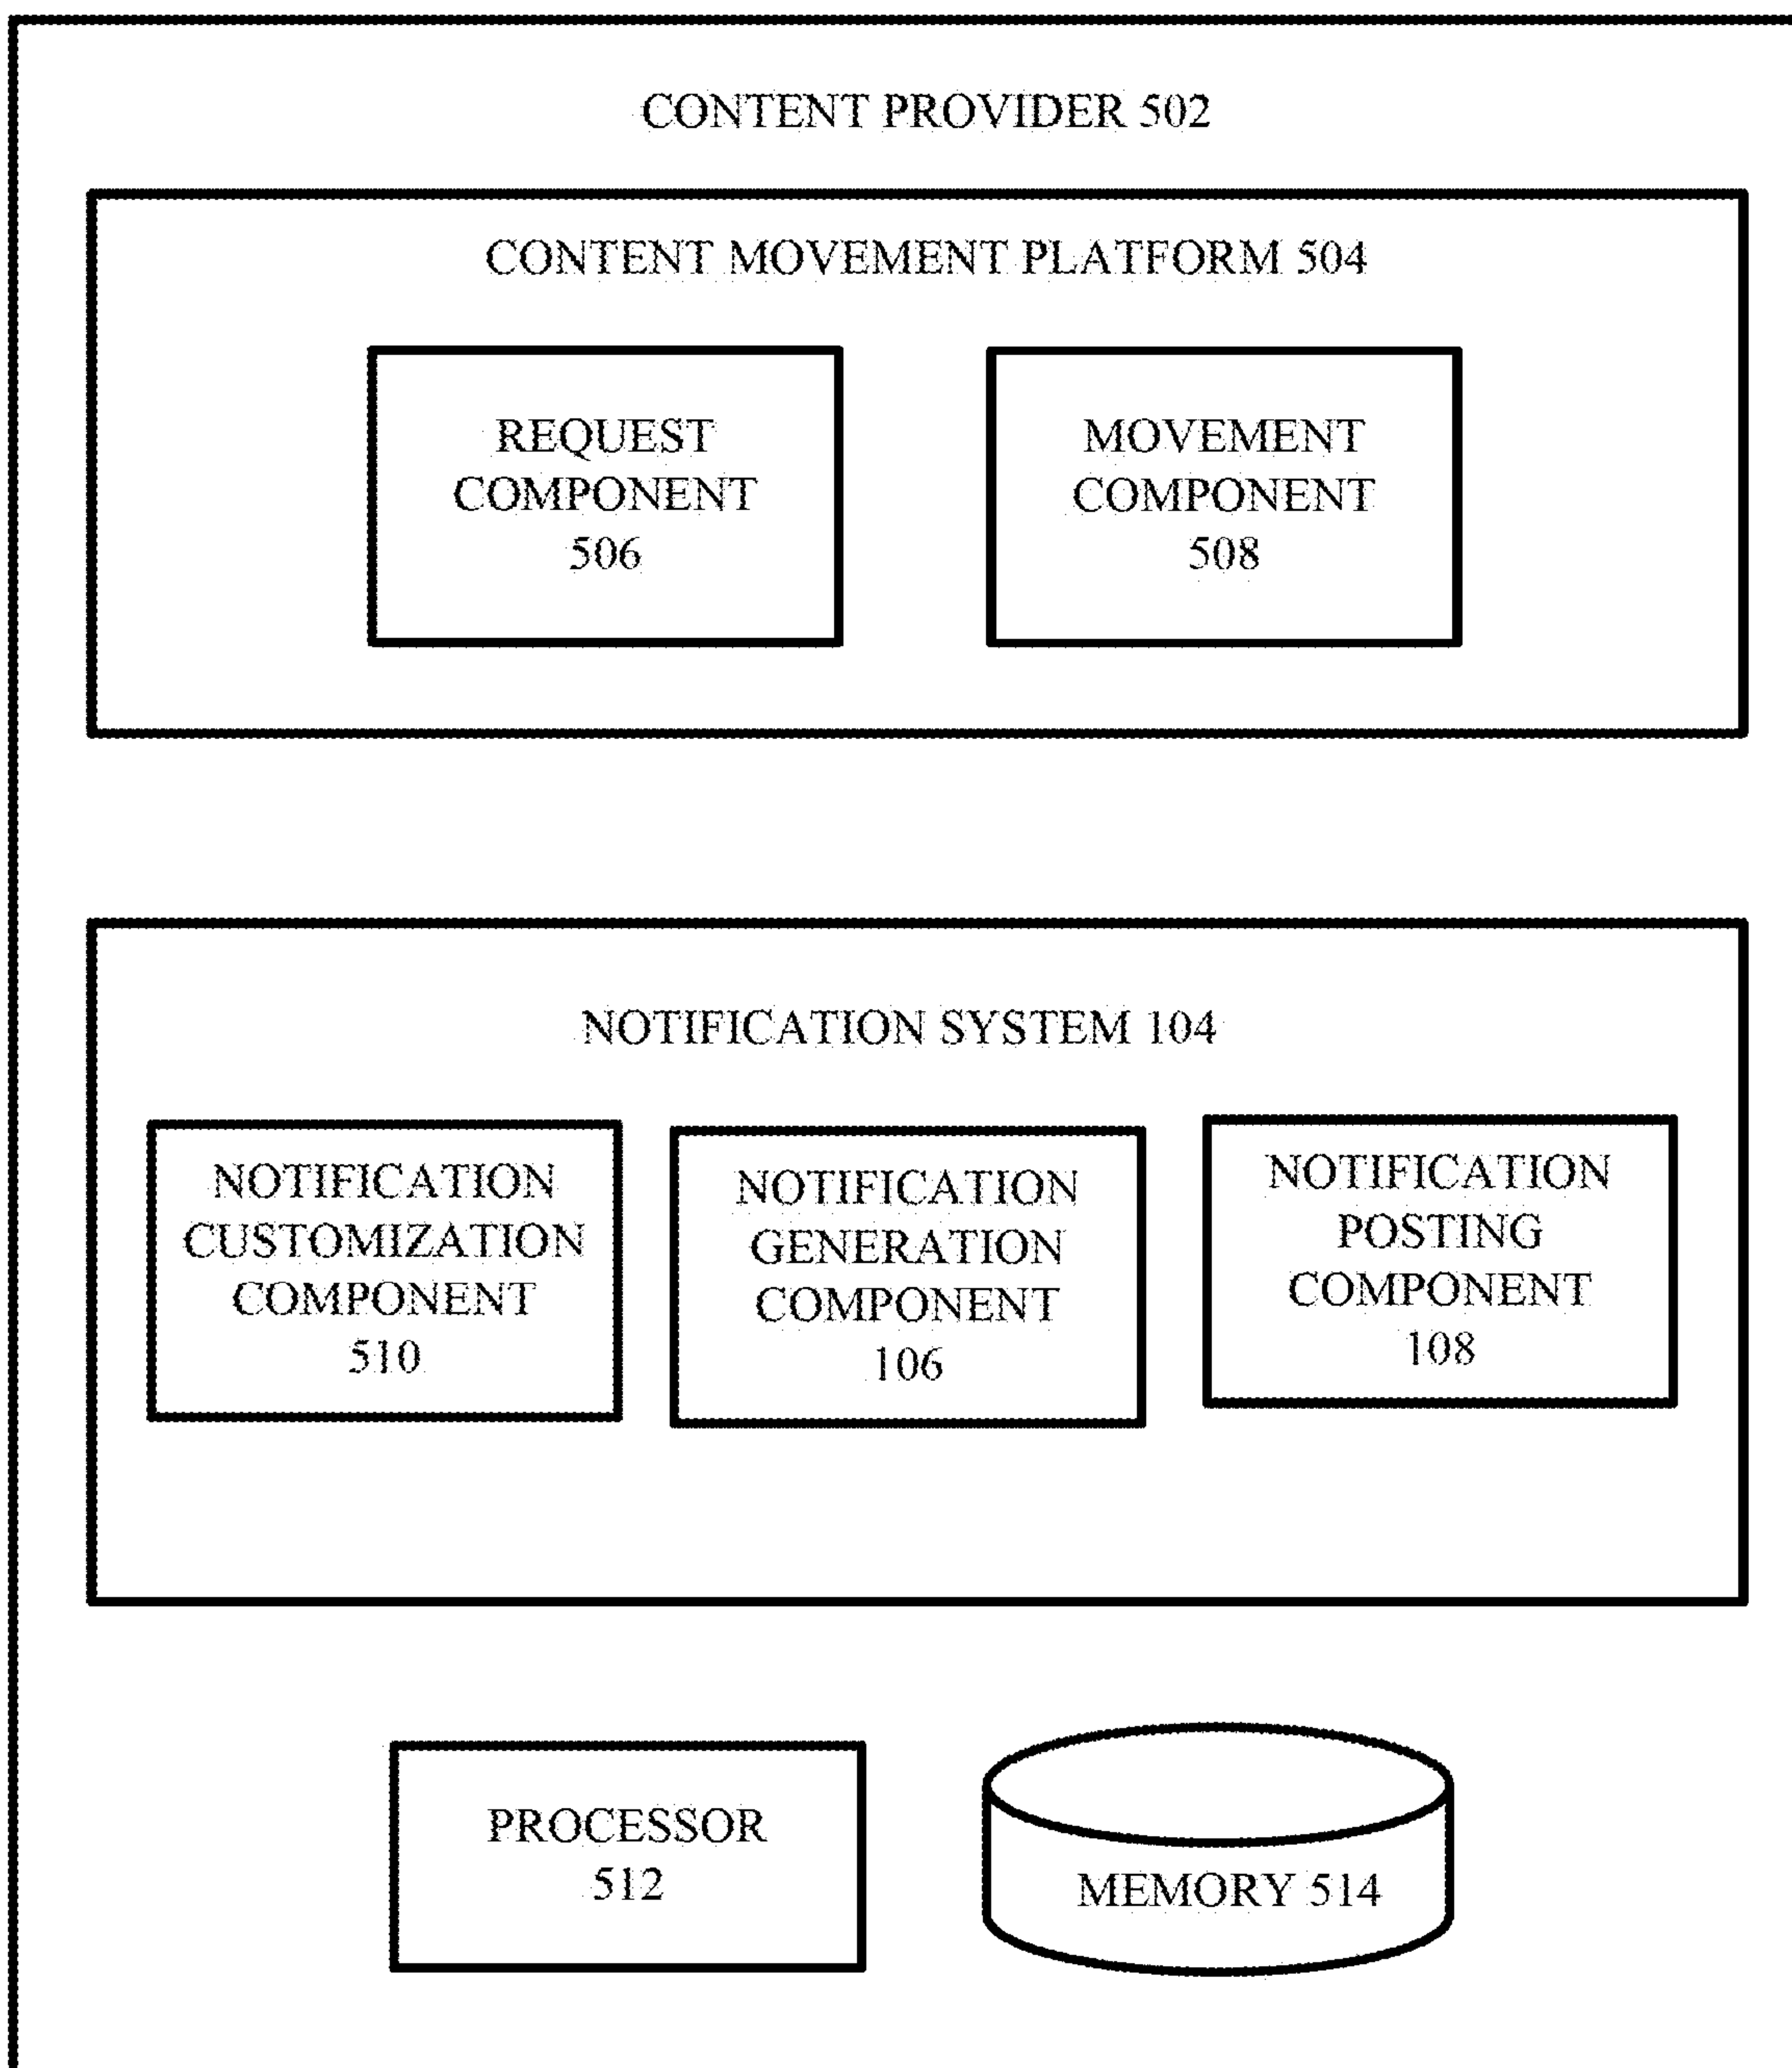 CONTENT PROVIDER 502
CONTENT MOVEMENT PLATFORM 504
REQUEST
COMPONENT
506
MOVEMENT
COMPONENT
508
NOTIFICATION SYSTEM 104
NOTIFICATION
CUSTOMIZATION
COMPONENT
510
NOTIFICATION
GENERATION
COMPONENT
106
NOTIFICATION
POSTING
COMPONENT
108
PROCESSOR
512
MEMORY 514